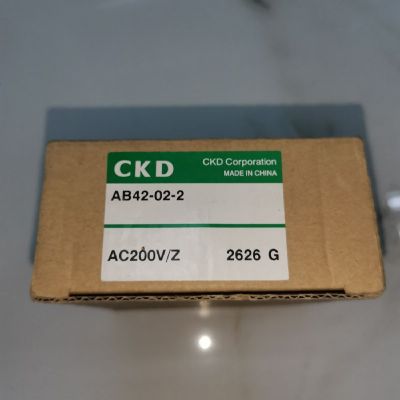 CKD
CKD Corporation
MADE IN CHINA
AB42-02-2
AC200V/Z 2626 G